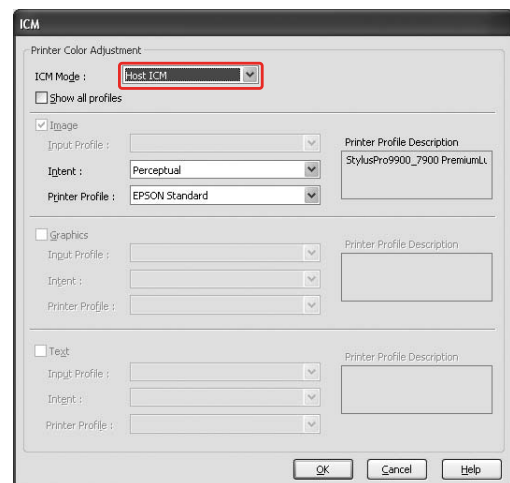 ICM
Printer Color Adjustment
ICM Mode : Host ICM
Show all profiles
Image
Input Profile :
Printer Profile Description
Intent : Perceptual
StylusPro9900_7900 PremiumLu
Printer Profile : EPSON Standard
Graphics
Input Profile :
Printer Profile Description
Intent :
Printer Profile :
Text
Input Profile :
Printer Profile Description
Intent :
Printer Profile :
OK Cancel Help